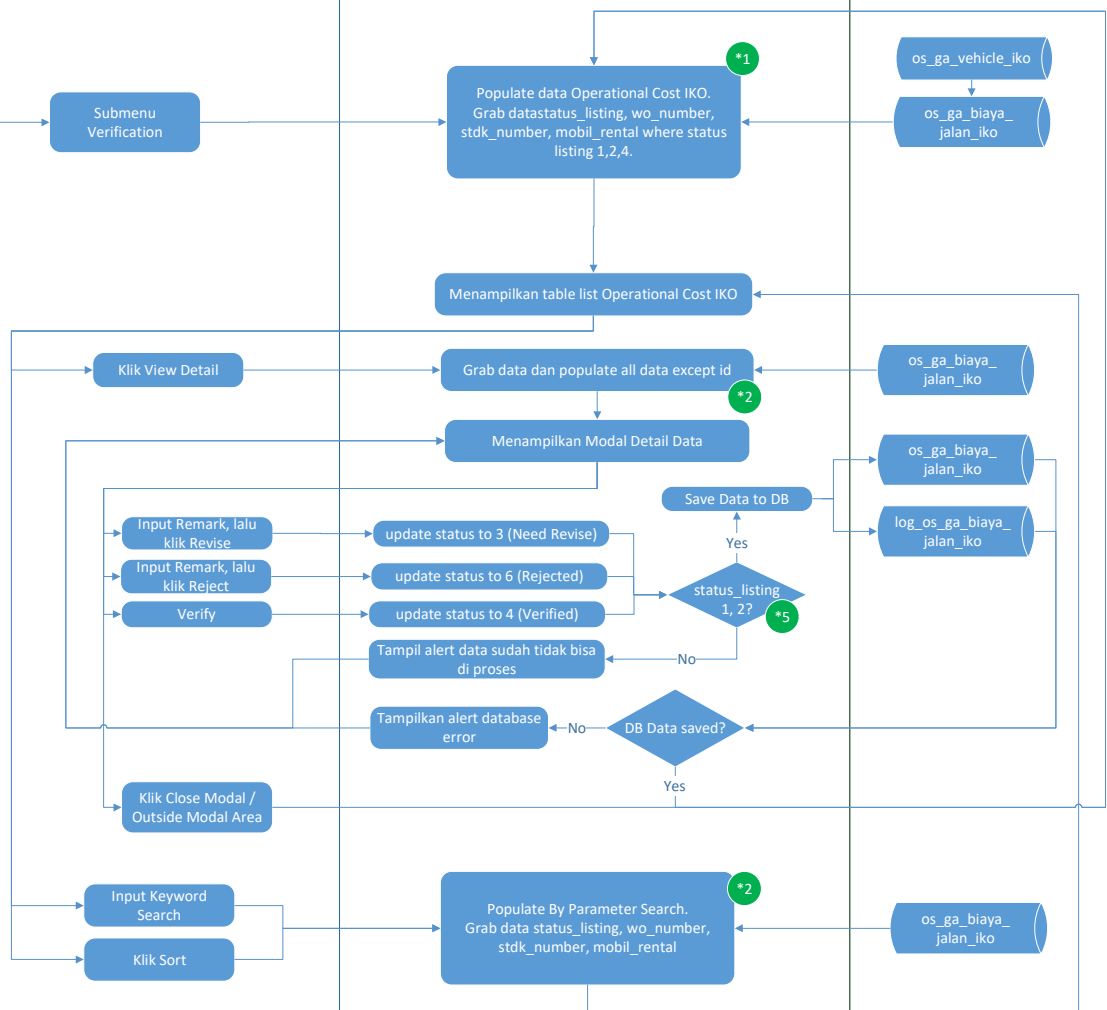 *1
os_ga_vehicle_iko
Submenu
Verification
Populate data Operational Cost IKO.
Grab datastatus_listing, wo_number,
stdk_number, mobil_rental where status
listing 1,2,4.
os_ga_biaya_
jalan_iko
Menampilkan table list Operational Cost IKO
Klik View Detail
Grab data dan populate all data except id
os_ga_biaya_
jalan_iko
*2
Menampilkan Modal Detail Data
os_ga_biaya_
jalan_iko
Save Data to DB
Input Remark, lalu
klik Revise
update status to 3 (Need Revise)
Yes
log_os_ga_biaya_
jalan_iko
Input Remark, lalu
klik Reject
update status to 6 (Rejected)
status_listing
1, 2?
*5
Verify
update status to 4 (Verified)
Tampil alert data sudah tidak bisa
di proses
No
Tampilkan alert database
error
No
DB Data saved?
Yes
Klik Close Modal /
Outside Modal Area
*2
Input Keyword
Search
Populate By Parameter Search.
Grab data status_listing, wo_number,
stdk_number, mobil_rental
os_ga_biaya_
jalan_iko
Klik Sort